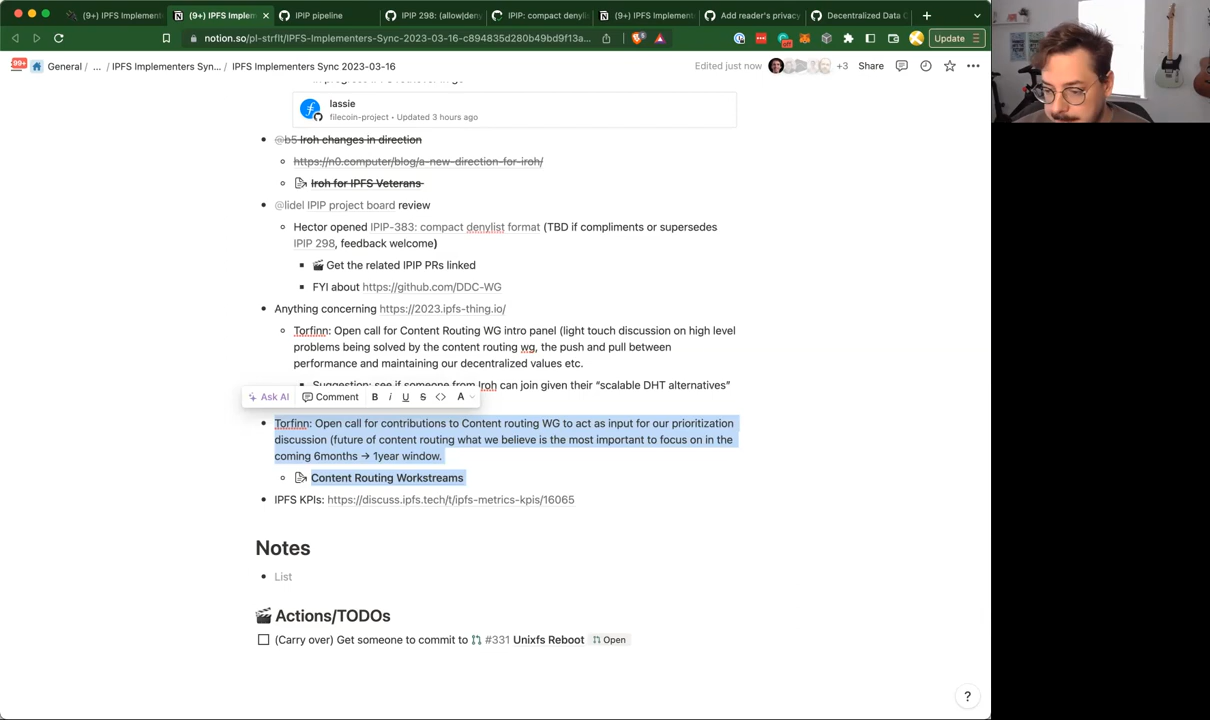 (9+) IPFS Implement
(9+) IPFS Implem
IPIP pipeline
IPIP 298: (allow|den
IPIP: compact denylis
(9+) IPFS Implement
Add reader's privacy
Decentralized Data C
notion.so/pl-strflt/IPFS-Implementers-Sync-2023-03-16-c894835d280b49bd9f13a...
Update
99+
General / ... / IPFS Implementers Syn... / IPFS Implementers Sync 2023-03-16
Edited just now
+3
Share
lassie
filecoin-project • Updated 3 hours ago
@b5 Iroh changes in direction
https://n0.computer/blog/a-new-direction-for-iroh/
Iroh for IPFS Veterans
@lidel IPIP project board review
Hector opened IPIP-383: compact denylist format (TBD if compliments or supersedes
IPIP 298, feedback welcome)
🎬 Get the related IPIP PRs linked
FYI about https://github.com/DDC-WG
Anything concerning https://2023.ipfs-thing.io/
Torfinn: Open call for Content Routing WG intro panel (light touch discussion on high level
problems being solved by the content routing wg, the push and pull between
performance and maintaining our decentralized values etc.
Suggestion: see if someone from Iroh can join given their “scalable DHT alternatives”
Ask AI
Comment
B i U S <> A
Torfinn: Open call for contributions to Content routing WG to act as input for our prioritization
discussion (future of content routing what we believe is the most important to focus on in the
coming 6months → 1year window.
Content Routing Workstreams
IPFS KPIs: https://discuss.ipfs.tech/t/ipfs-metrics-kpis/16065
Notes
List
🎬 Actions/TODOs
(Carry over) Get someone to commit to #331 Unixfs Reboot Open
?